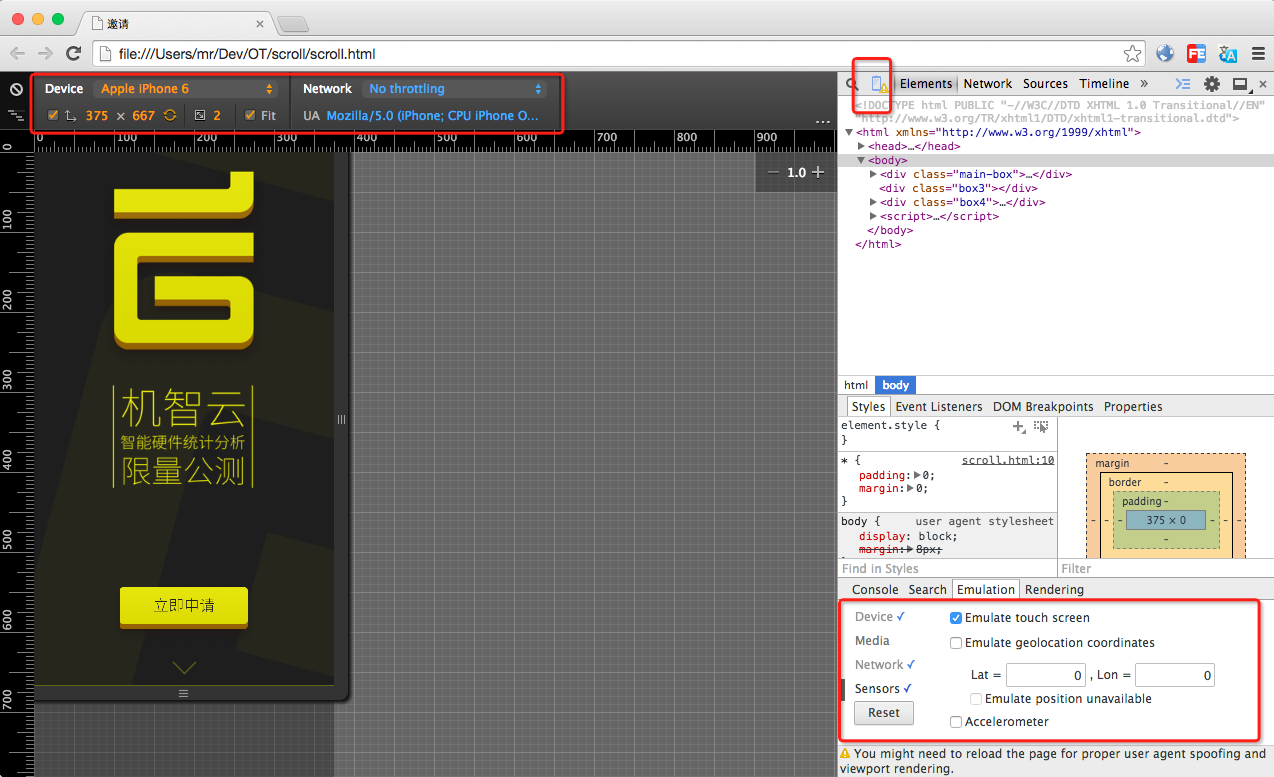 邀请
file:///Users/mr/Dev/OT/scroll/scroll.html
FE
A
Device Apple iPhone 6
Network No throttling
375 × 667 2 Fit
UA Mozilla/5.0 (iPhone; CPU iPhone O...
...
Elements Network Sources Timeline »
0 100 200 300 400 500 600 700 800 900
0
100
200
300
400
500
600
700
− 1.0 +
机智云
智能硬件统计分析
限量公测
立即申请
<!DOCTYPE html PUBLIC "-//W3C//DTD XHTML 1.0 Transitional//EN"
"http://www.w3.org/TR/xhtml1/DTD/xhtml1-transitional.dtd">
▼<html xmlns="http://www.w3.org/1999/xhtml">
▶<head>…</head>
▼<body>
▶<div class="main-box">…</div>
<div class="box3"></div>
▶<div class="box4">…</div>
▶<script>…</script>
</body>
</html>
html body
Styles Event Listeners DOM Breakpoints Properties
element.style {
}
* { scroll.html:10
padding:▶0;
margin:▶0;
}
body { user agent stylesheet
display: block;
margin:▶8px;
margin -
border -
padding -
- - - 375 × 0 - - -
-
Find in Styles
Filter
Console Search Emulation Rendering
Device ✓
Media
Network ✓
Sensors ✓
Reset
Emulate touch screen
Emulate geolocation coordinates
Lat = 0 , Lon = 0
Emulate position unavailable
Accelerometer
You might need to reload the page for proper user agent spoofing and
viewport rendering.